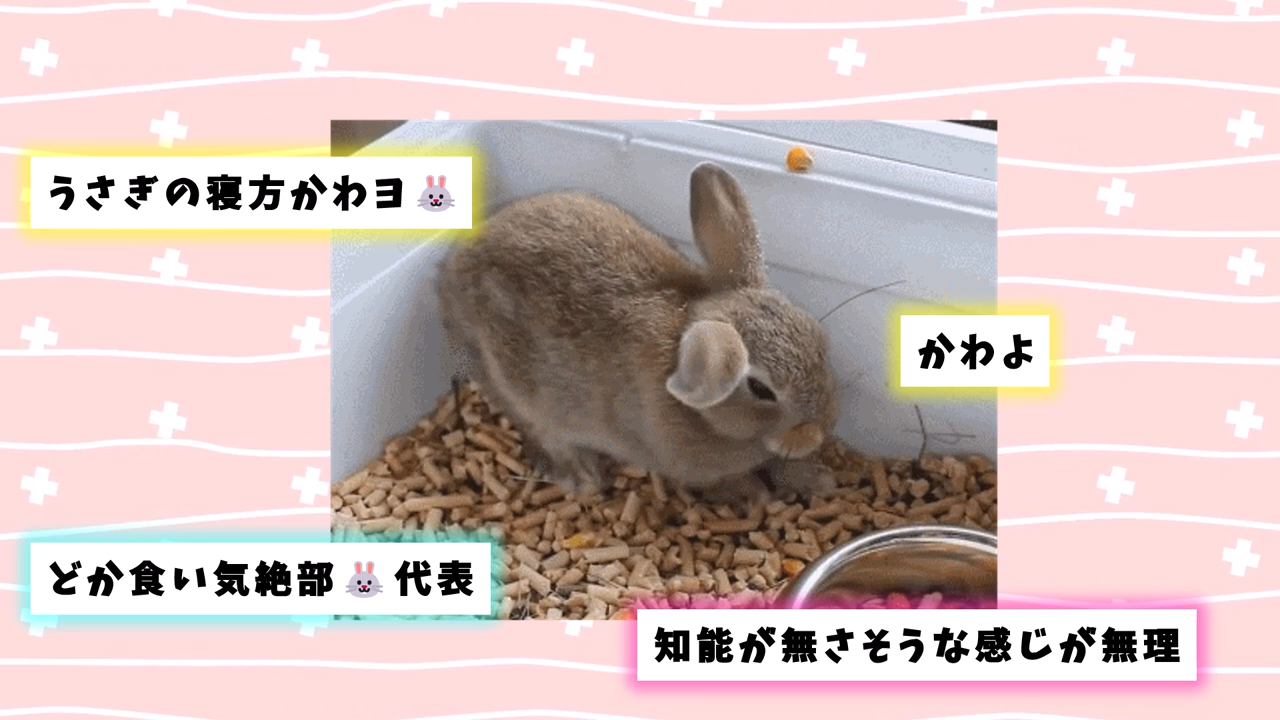 うさぎの寝方かわヨ🐰
かわよ
どか食い気絶部🐰代表
知能が無さそうな感じが無理